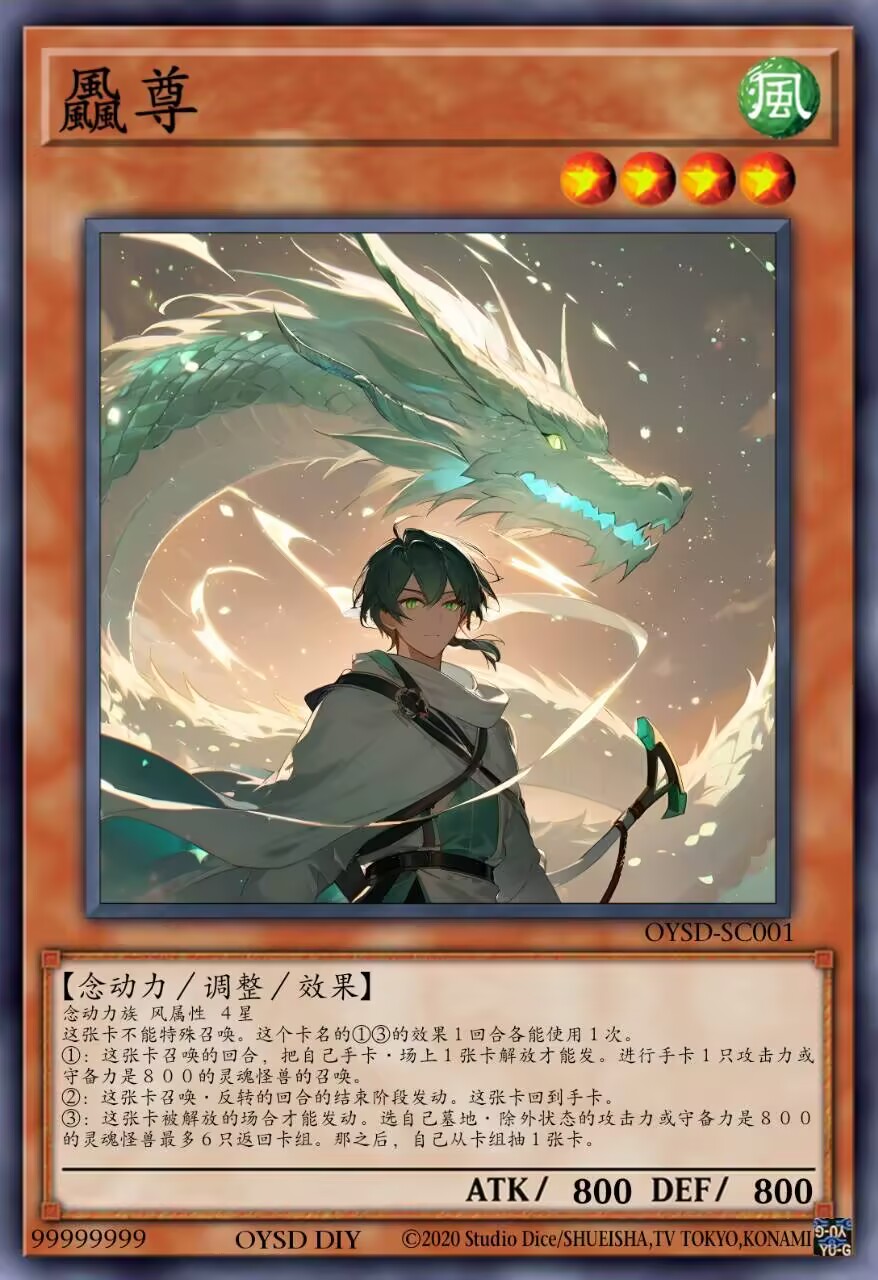 飍尊
風
OYSD-SC001
【念动力／调整／效果】
念动力族 风属性 ４星
这张卡不能特殊召唤。这个卡名的①③的效果１回合各能使用１次。
①：这张卡召唤的回合，把自己手卡·场上１张卡解放才能发。进行手卡１只攻击力或
守备力是８００的灵魂怪兽的召唤。
②：这张卡召唤·反转的回合的结束阶段发动。这张卡回到手卡。
③：这张卡被解放的场合才能发动。选自己墓地·除外状态的攻击力或守备力是８００
的灵魂怪兽最多６只返回卡组。那之后，自己从卡组抽１张卡。
ATK/ 800 DEF/ 800
99999999 OYSD DIY ©2020 Studio Dice/SHUEISHA,TV TOKYO,KONAMI